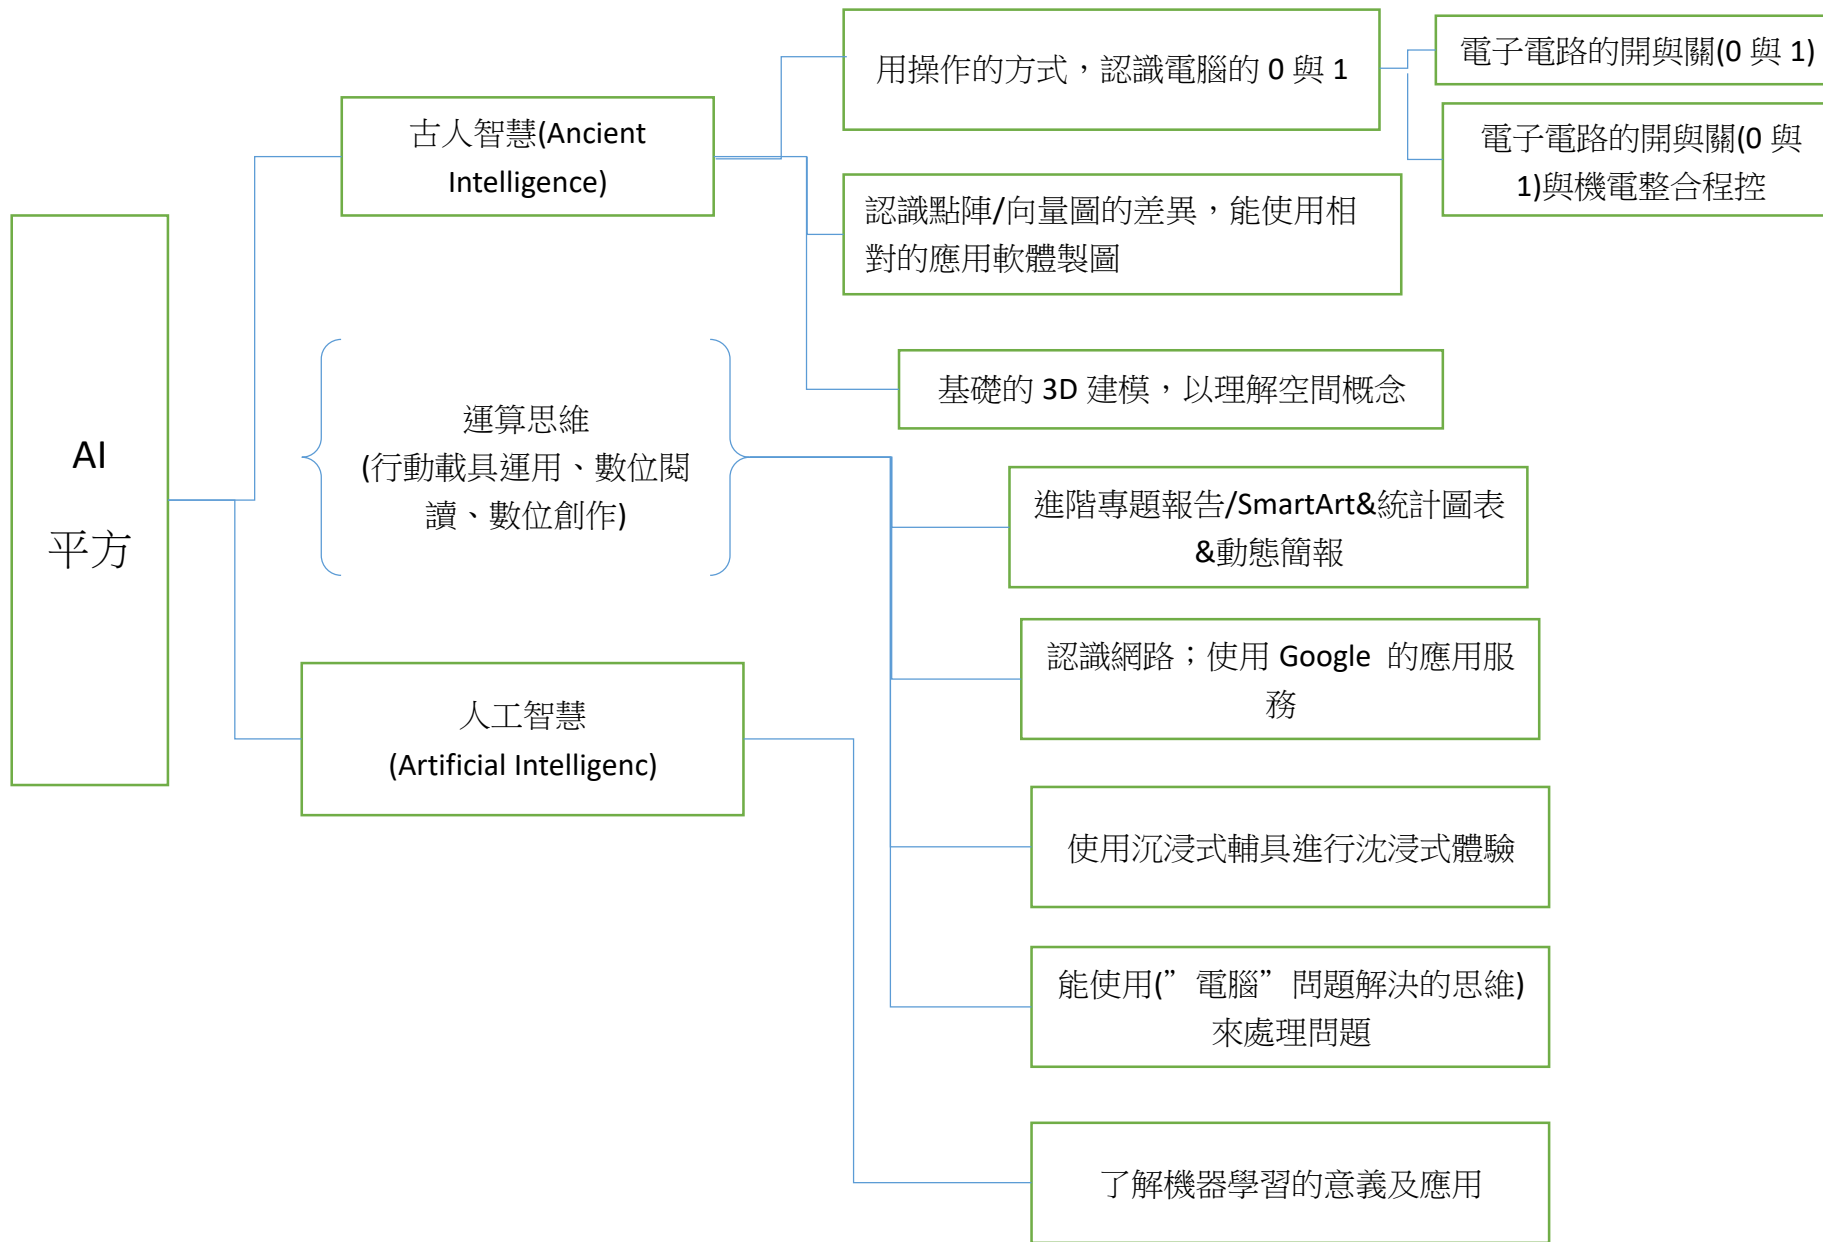 AI
平方
古人智慧(Ancient
Intelligence)
運算思維
(行動載具運用、數位閱
讀、數位創作)
人工智慧
(Artificial Intelligenc)
用操作的方式，認識電腦的 0 與 1
認識點陣/向量圖的差異，能使用相
對的應用軟體製圖
基礎的 3D 建模，以理解空間概念
電子電路的開與關(0 與 1)
電子電路的開與關(0 與
1)與機電整合程控
進階專題報告/SmartArt&統計圖表
&動態簡報
認識網路；使用 Google 的應用服
務
使用沉浸式輔具進行沈浸式體驗
能使用(”電腦”問題解決的思維)
來處理問題
了解機器學習的意義及應用